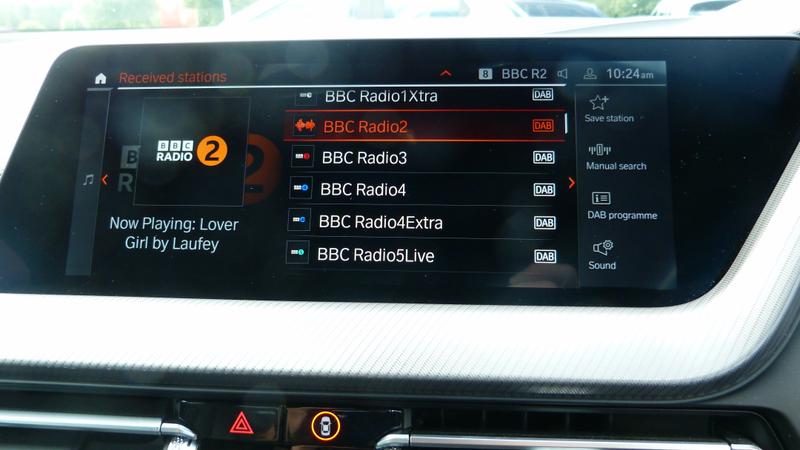 Received stations
8 BBC R2
10:24am
BBC Radio1Xtra DAB
BBC Radio2 DAB
BBC Radio3 DAB
BBC Radio4 DAB
BBC Radio4Extra DAB
BBC Radio5Live DAB
BBC
RADIO 2
Now Playing: Lover
Girl by Laufey
Save station
Manual search
DAB programme
Sound